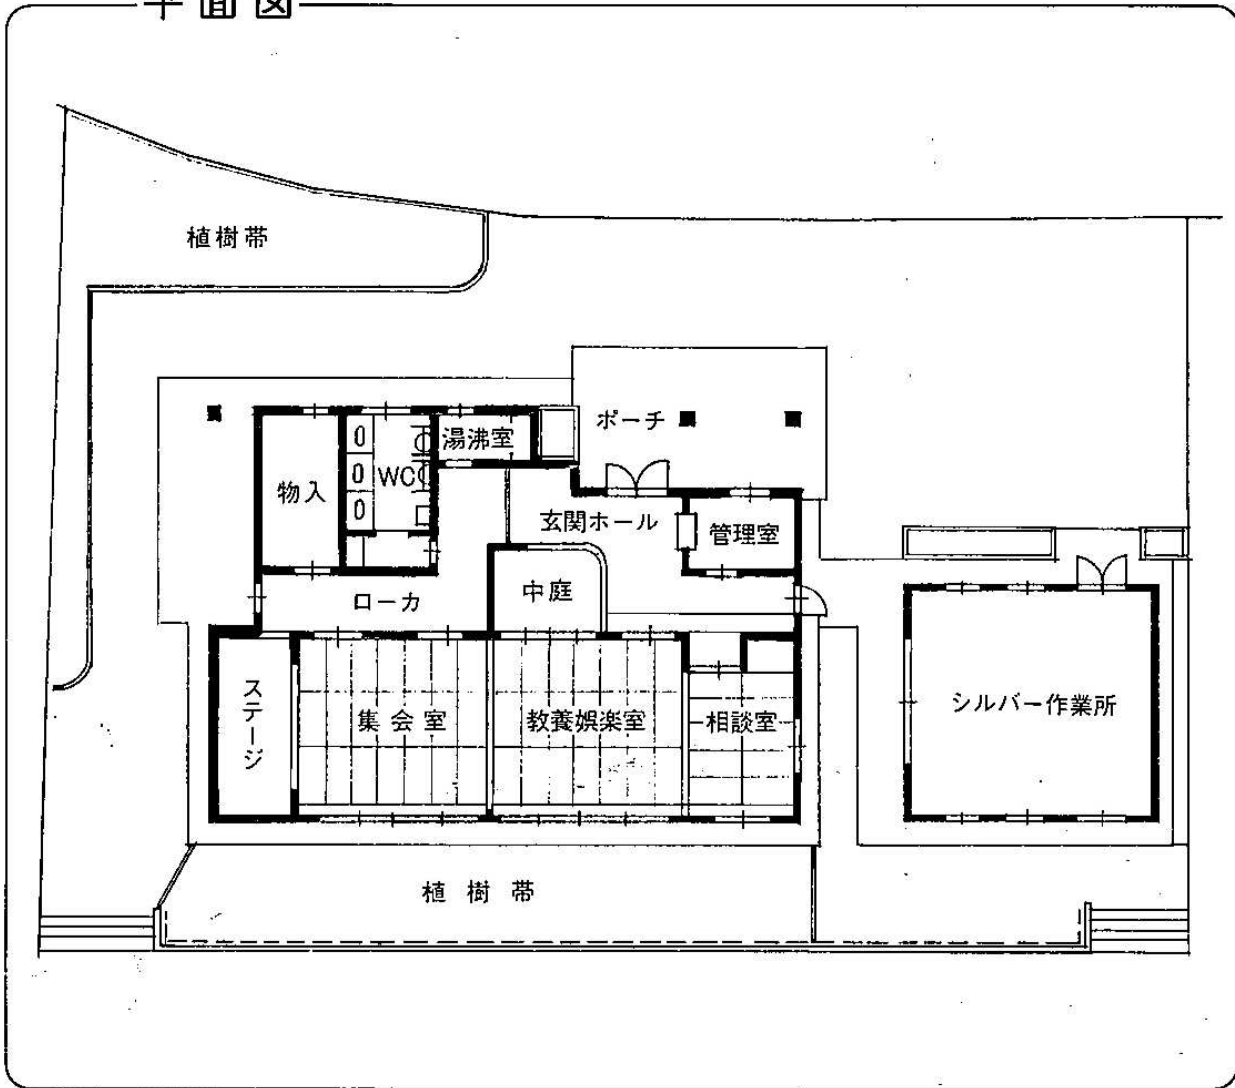 平面図
植樹帯
ポーチ
湯沸室
WC
物入
玄関ホール
管理室
中庭
ローカ
ステージ
集会室
教養娯楽室
相談室
シルバー作業所
植樹帯